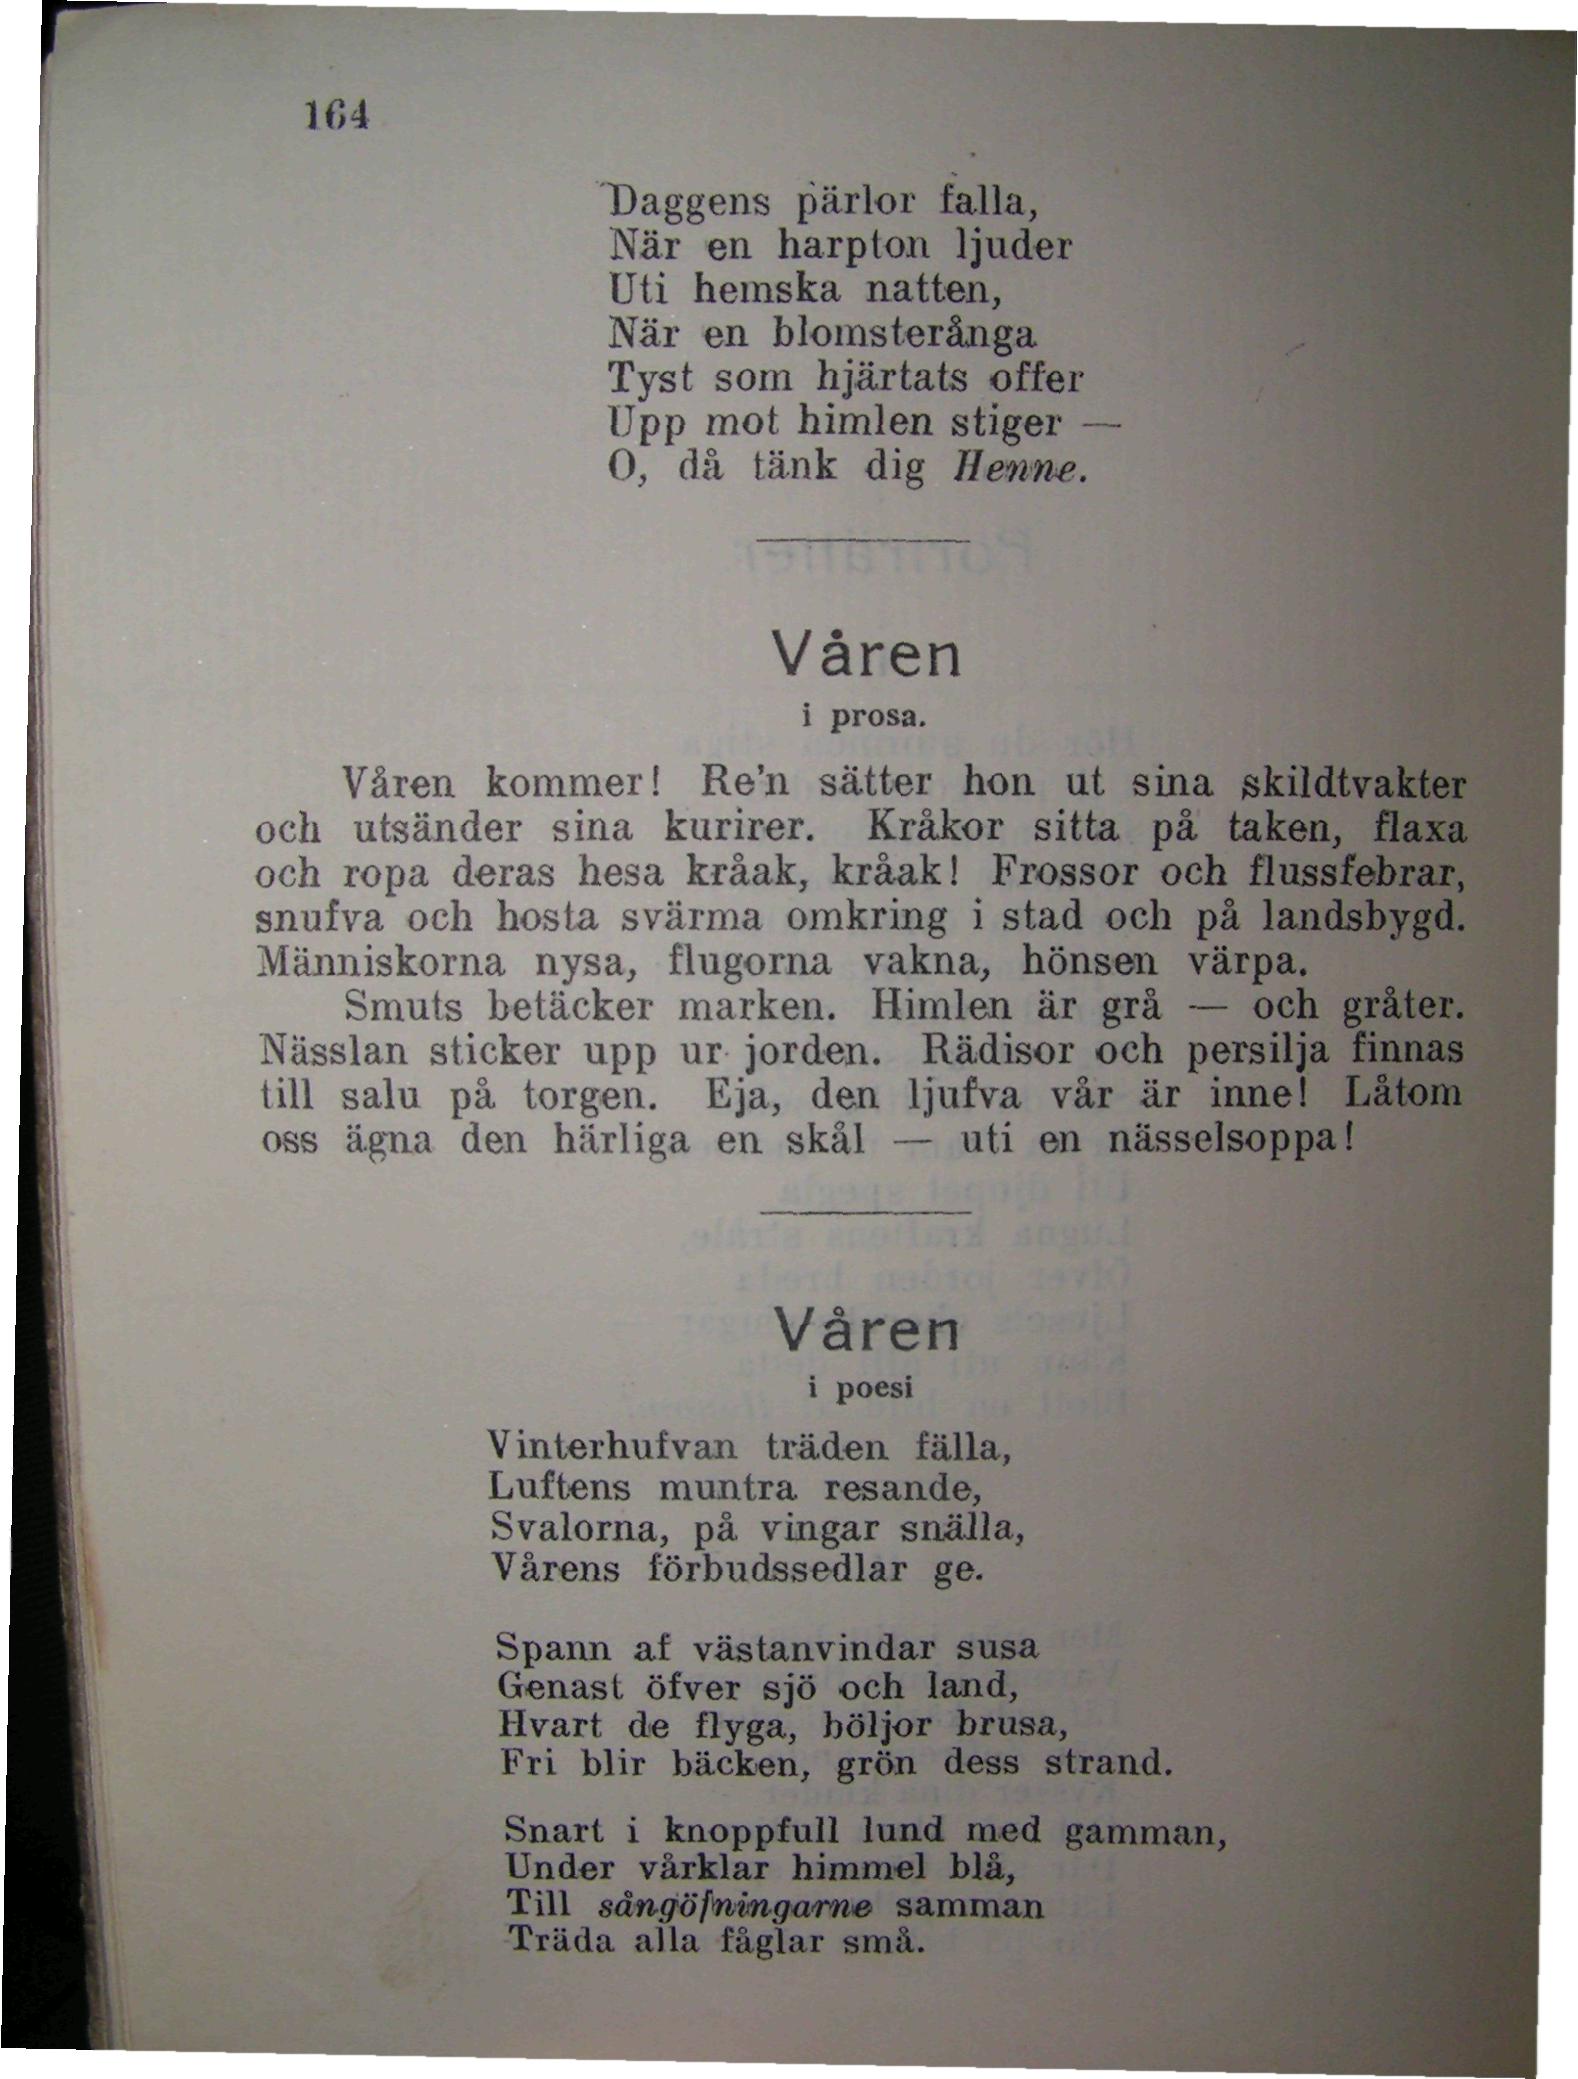 164
Daggens pärlor falla,
När en harpton ljuder
Uti hemska natten,
När en blomsterånga
Tyst som hjärtats offer
Upp mot himlen stiger —
O, då tänk dig Henne.
Våren
i prosa.
Våren kommer! Re'n sätter hon ut sina skildtvakter
och utsänder sina kurirer. Kråkor sitta på taken, flaxa
och ropa deras hesa kråak, kråak! Frossor och flussfebrar,
snufva och hosta svärma omkring i stad och på landsbygd.
Människorna nysa, flugorna vakna, hönsen värpa.
Smuts betäcker marken. Himlen är grå — och gråter.
Nässlan sticker upp ur jorden. Rädisor och persilja finnas
till salu på torgen. Eja, den ljufva vår är inne! Låtom
oss ägna den härliga en skål — uti en nässelsoppa!
Våren
i poesi
Vinterhufvan träden fälla,
Luftens muntra resande,
Svalorna, på vingar snälla,
Vårens förbudssedlar ge.
Spann af västanvindar susa
Genast öfver sjö och land,
Hvart de flyga, böljor brusa,
Fri blir bäcken, grön dess strand.
Snart i knoppfull lund med gamman,
Under vårklar himmel blå,
Till sångöfningarne samman
Träda alla fåglar små.